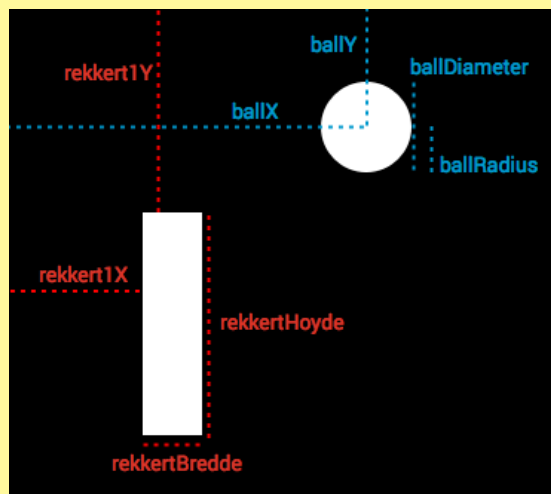 ballY
rekkert1Y
ballDiameter
ballX
ballRadius
rekkert1X
rekkertHoyde
rekkertBredde